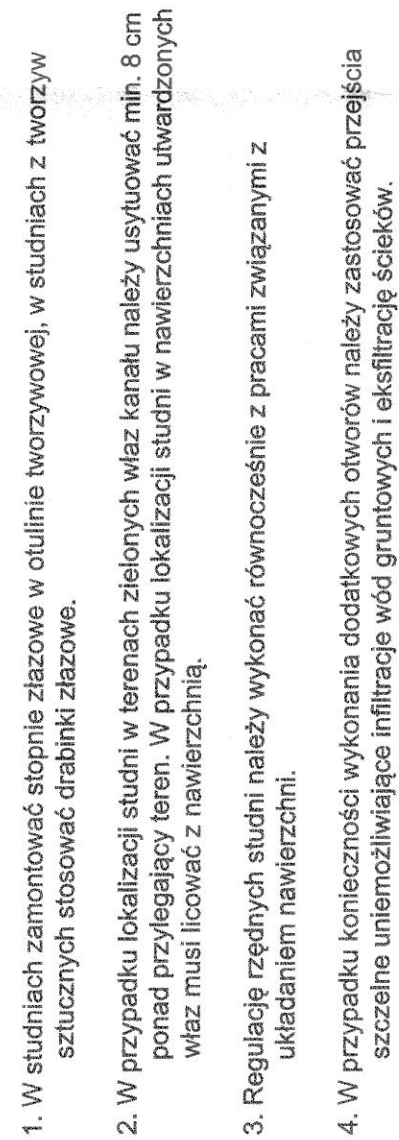 1. W studniach zamontować stopnie złazowe w otulinie tworzywowej, w studniach z tworzyw
sztucznych stosować drabinki złazowe.
2. W przypadku lokalizacji studni w terenach zielonych właz kanału należy usytuować min. 8 cm
ponad przylegający teren. W przypadku lokalizacji studni w nawierzchniach utwardzonych
właz musi licować z nawierzchnią.
3. Regulację rzędnych studni należy wykonać równocześnie z pracami związanymi z
układaniem nawierzchni.
4. W przypadku konieczności wykonania dodatkowych otworów należy zastosować przejścia
szczelne uniemożliwiające infiltracje wód gruntowych i eksfiltrację ścieków.